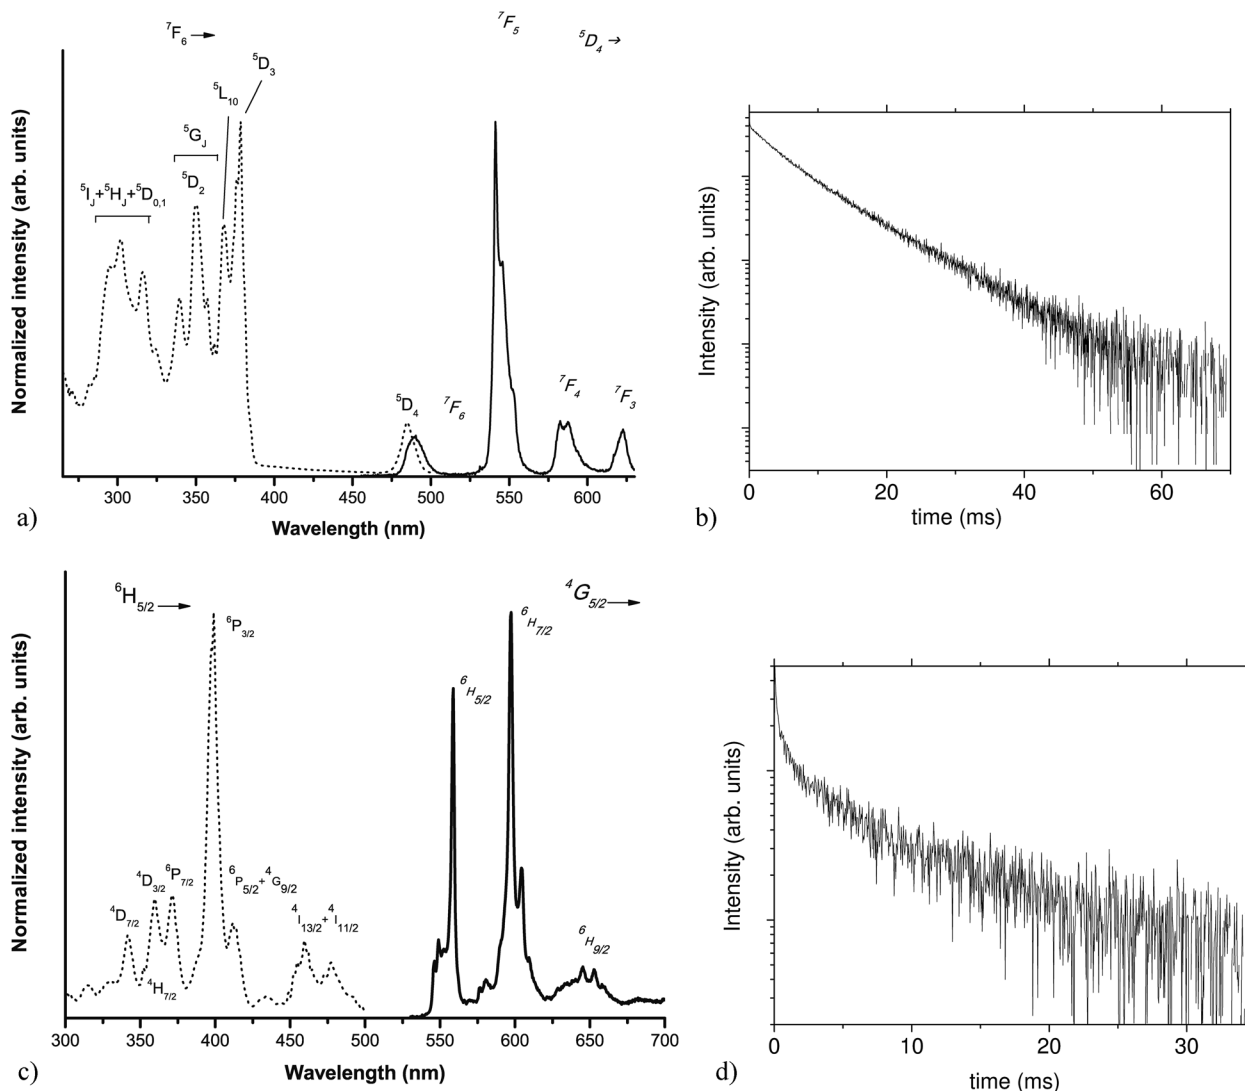 ⁷F₆ →
⁷F₅
⁵D₄ →
⁵D₃
⁵L₁₀
⁵G_J
⁵D₂
⁵I_J+⁵H_J+⁵D₀,₁
⁵D₄
⁷F₆
⁷F₄
⁷F₃
Normalized intensity (arb. units)
300 350 400 450 500 550 600
Wavelength (nm)
a)
Intensity (arb. units)
0 20 40 60
time (ms)
b)
⁶H₅/₂ →
⁴G₅/₂ →
⁶P₃/₂
⁶H₇/₂
⁶H₅/₂
⁴D₃/₂ ⁶P₇/₂
⁶P₅/₂+⁴G₉/₂
⁴D₇/₂
⁴I₁₃/₂+⁴I₁₁/₂
⁶H₉/₂
⁴H₇/₂
Normalized intensity (arb. units)
300 350 400 450 500 550 600 650 700
Wavelength (nm)
c)
Intensity (arb. units)
0 10 20 30
time (ms)
d)